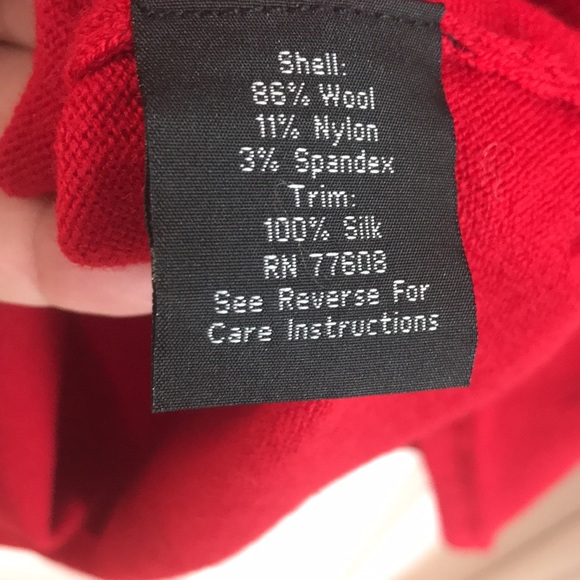 Shell:
86% Wool
11% Nylon
3% Spandex
Trim:
100% Silk
RN 77608
See Reverse For
Care Instructions